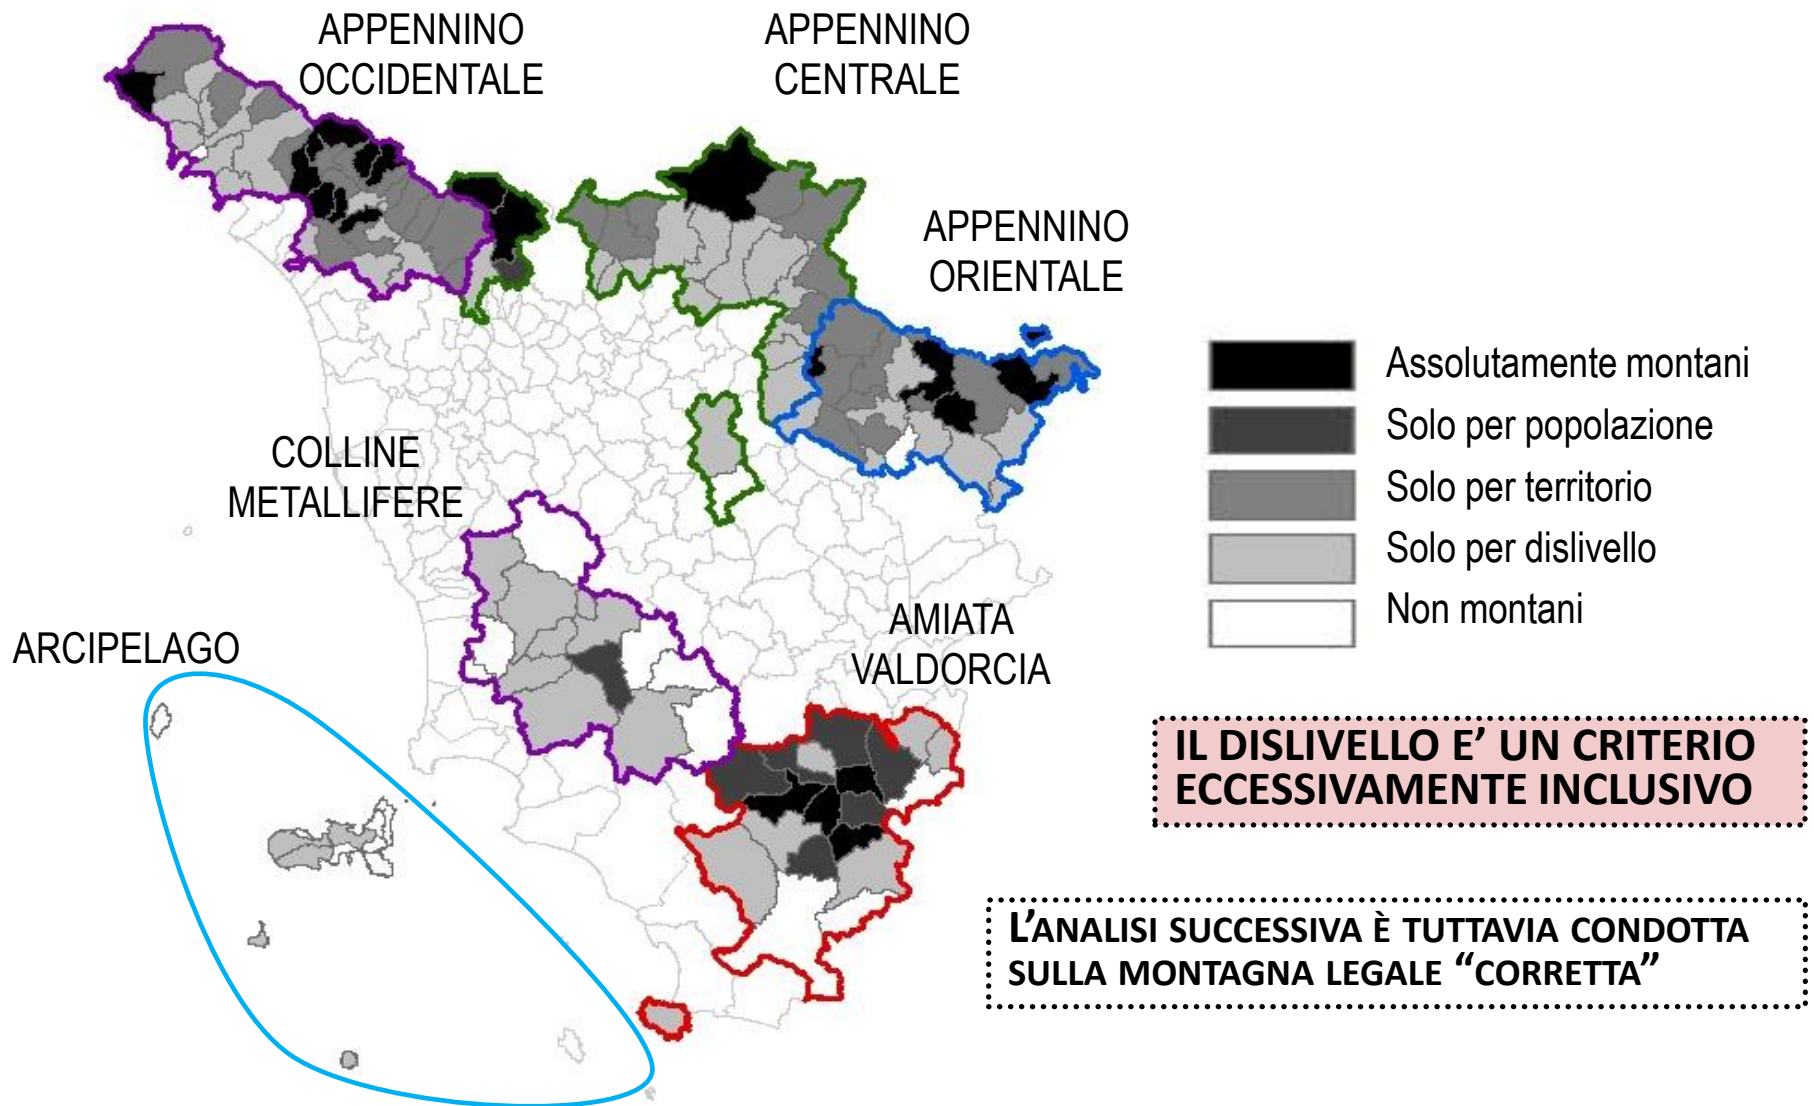 APPENNINO
OCCIDENTALE
APPENNINO
CENTRALE
APPENNINO
ORIENTALE
COLLINE
METALLIFERE
ARCIPELAGO
AMIATA
VALDORCIA
Assolutamente montani
Solo per popolazione
Solo per territorio
Solo per dislivello
Non montani
IL DISLIVELLO E’ UN CRITERIO
ECCESSIVAMENTE INCLUSIVO
L’ANALISI SUCCESSIVA È TUTTAVIA CONDOTTA
SULLA MONTAGNA LEGALE “CORRETTA”